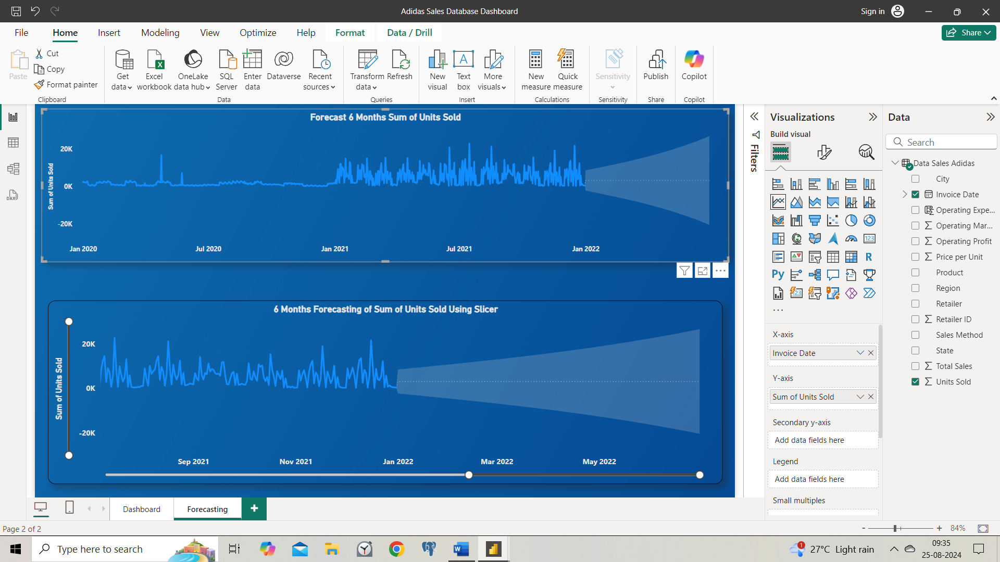 Adidas Sales Database Dashboard
Sign in
File Home Insert Modeling View Optimize Help Format Data / Drill
Share
Paste
Cut
Copy
Format painter
Clipboard
Get data
Excel workbook
OneLake data hub
SQL Server
Enter data
Dataverse
Recent sources
Data
Transform data
Refresh
Queries
New visual
Text box
More visuals
Insert
New measure
Quick measure
Calculations
Sensitivity
Sensitivity
Publish
Share
Copilot
Copilot
Forecast 6 Months Sum of Units Sold
Sum of Units Sold
20K
0K
-20K
Jan 2020 Jul 2020 Jan 2021 Jul 2021 Jan 2022
6 Months Forecasting of Sum of Units Sold Using Slicer
Sum of Units Sold
20K
0K
-20K
Sep 2021 Nov 2021 Jan 2022 Mar 2022 May 2022
Filters
Visualizations
Build visual
123
R
Py
123
...
X-axis
Invoice Date
Y-axis
Sum of Units Sold
Secondary y-axis
Add data fields here
Legend
Add data fields here
Small multiples
Data
Search
Data Sales Adidas
City
Invoice Date
Operating Expe...
Operating Mar...
Operating Profit
Price per Unit
Product
Region
Retailer
Retailer ID
Sales Method
State
Total Sales
Units Sold
DAX
Dashboard Forecasting +
Page 2 of 2
- + 84%
Type here to search
1
27°C Light rain
09:35
25-08-2024